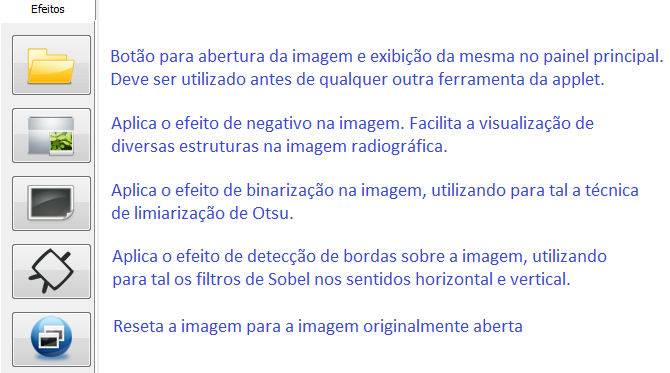 Efeitos
Botão para abertura da imagem e exibição da mesma no painel principal.
Deve ser utilizado antes de qualquer outra ferramenta da applet.
Aplica o efeito de negativo na imagem. Facilita a visualização de
diversas estruturas na imagem radiográfica.
Aplica o efeito de binarização na imagem, utilizando para tal a técnica
de limiarização de Otsu.
Aplica o efeito de detecção de bordas sobre a imagem, utilizando
para tal os filtros de Sobel nos sentidos horizontal e vertical.
Reseta a imagem para a imagem originalmente aberta